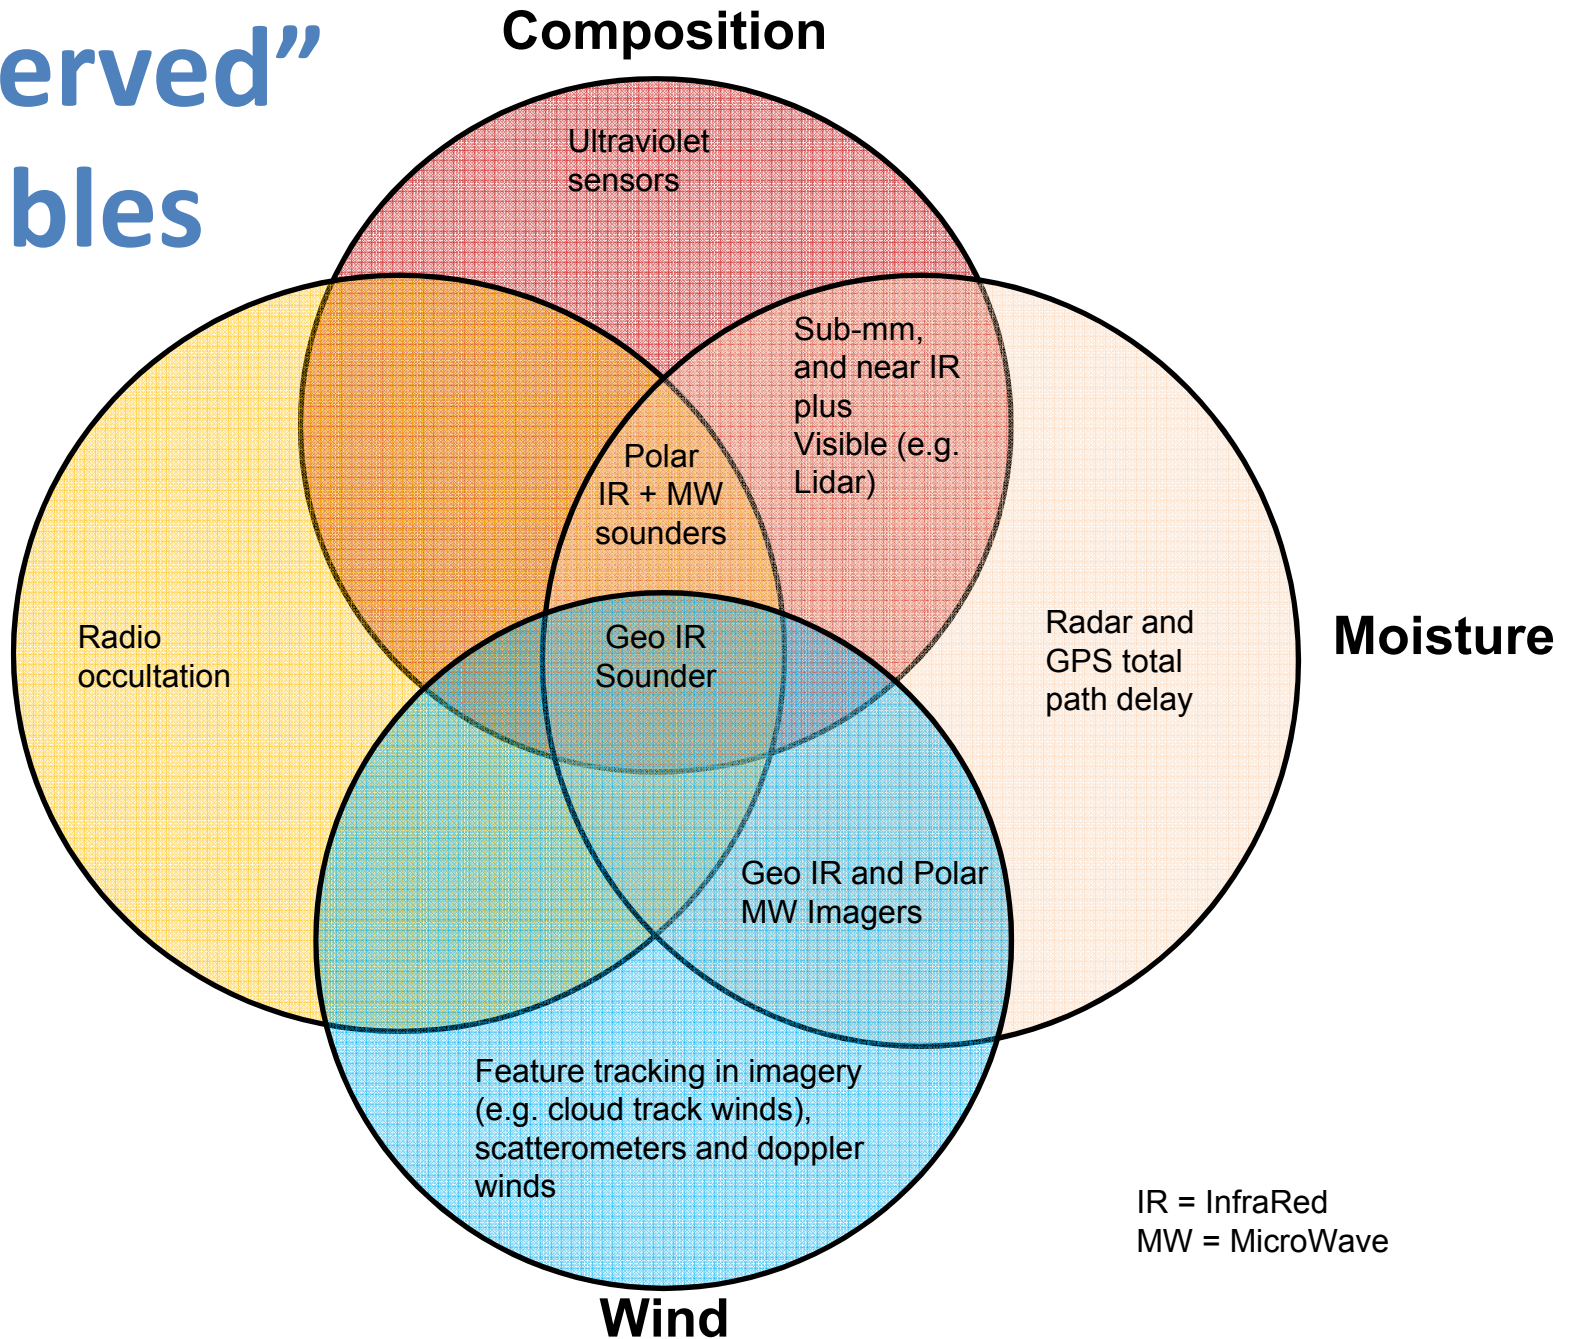 erved”
bles
Composition
Ultraviolet
sensors
Sub-mm,
and near IR
plus
Visible (e.g.
Lidar)
Polar
IR + MW
sounders
Radio
occultation
Geo IR
Sounder
Radar and
GPS total
path delay
Moisture
Geo IR and Polar
MW Imagers
Feature tracking in imagery
(e.g. cloud track winds),
scatterometers and doppler
winds
IR = InfraRed
MW = MicroWave
Wind